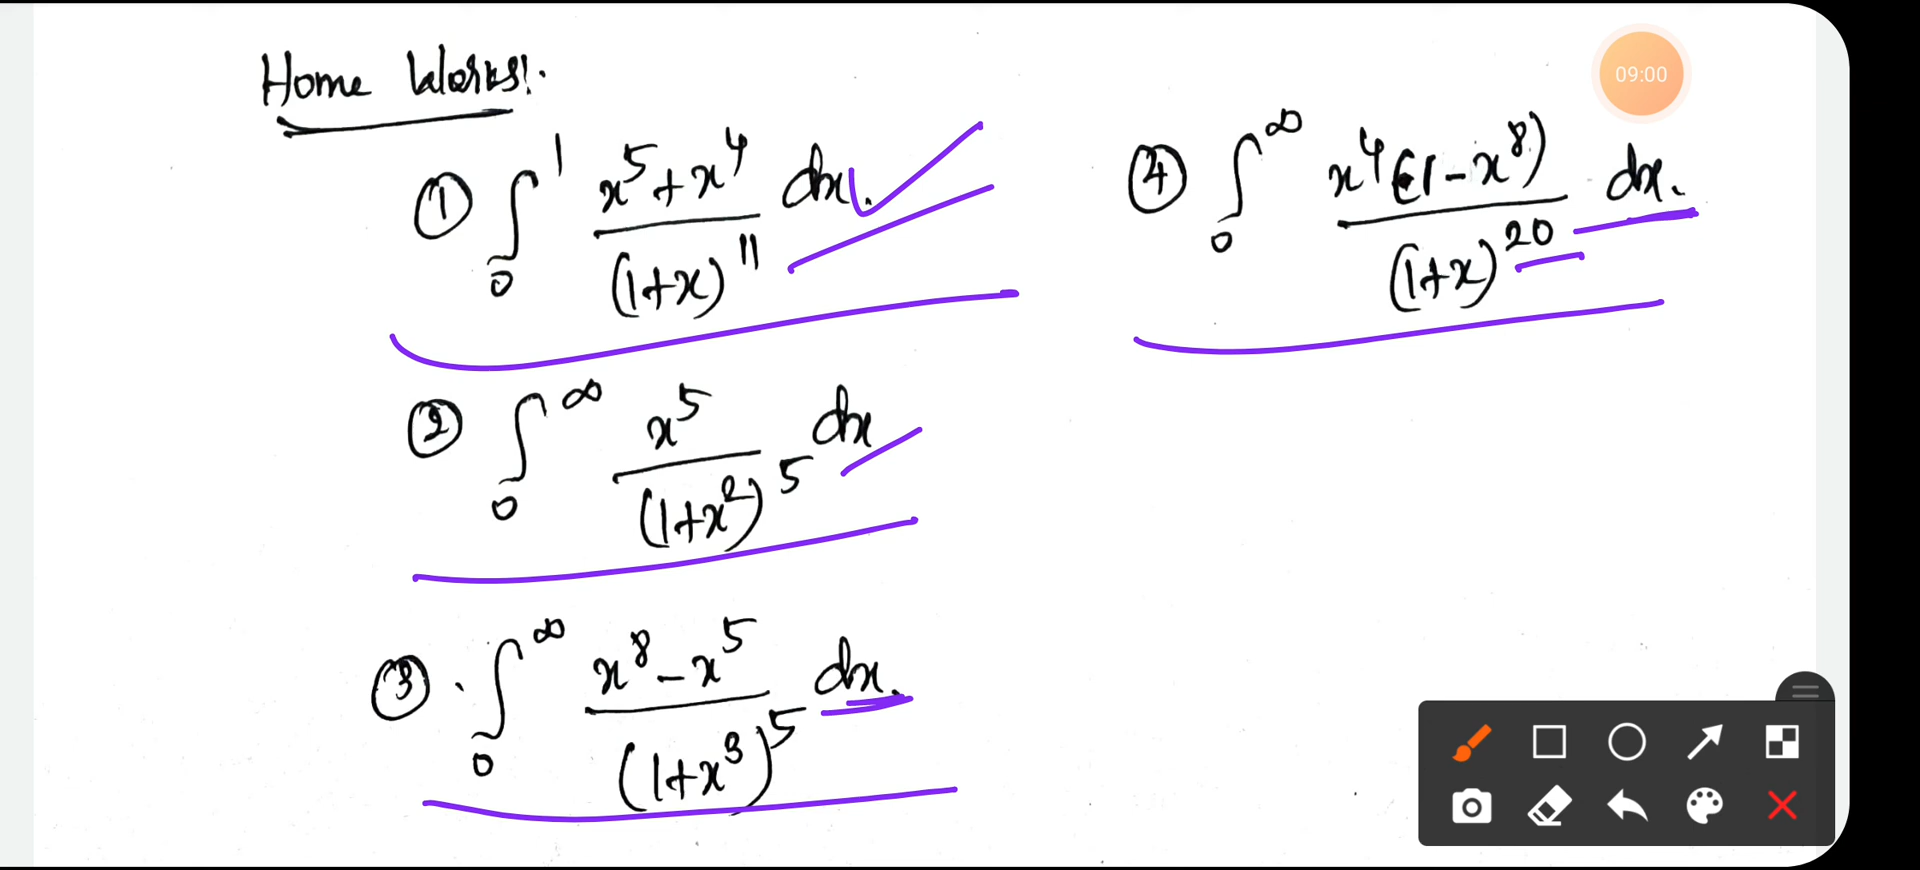 Home Works:.
① ∫₀¹ (x⁵+x⁴)/(1+x)¹¹ dx.
② ∫₀^∞ x⁵/(1+x²)⁵ dx
③ . ∫₀^∞ (x⁸-x⁵)/(1+x³)⁵ dx.
09:00
④ ∫₀^∞ x⁴(1-x⁸)/(1+x)²⁰ dx.